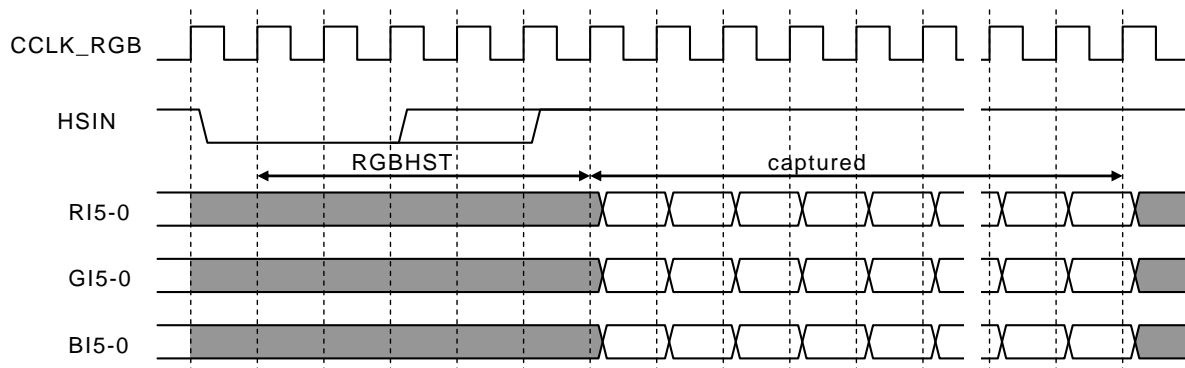 CCLK_RGB
HSIN
RGBHST
captured
RI5-0
GI5-0
BI5-0